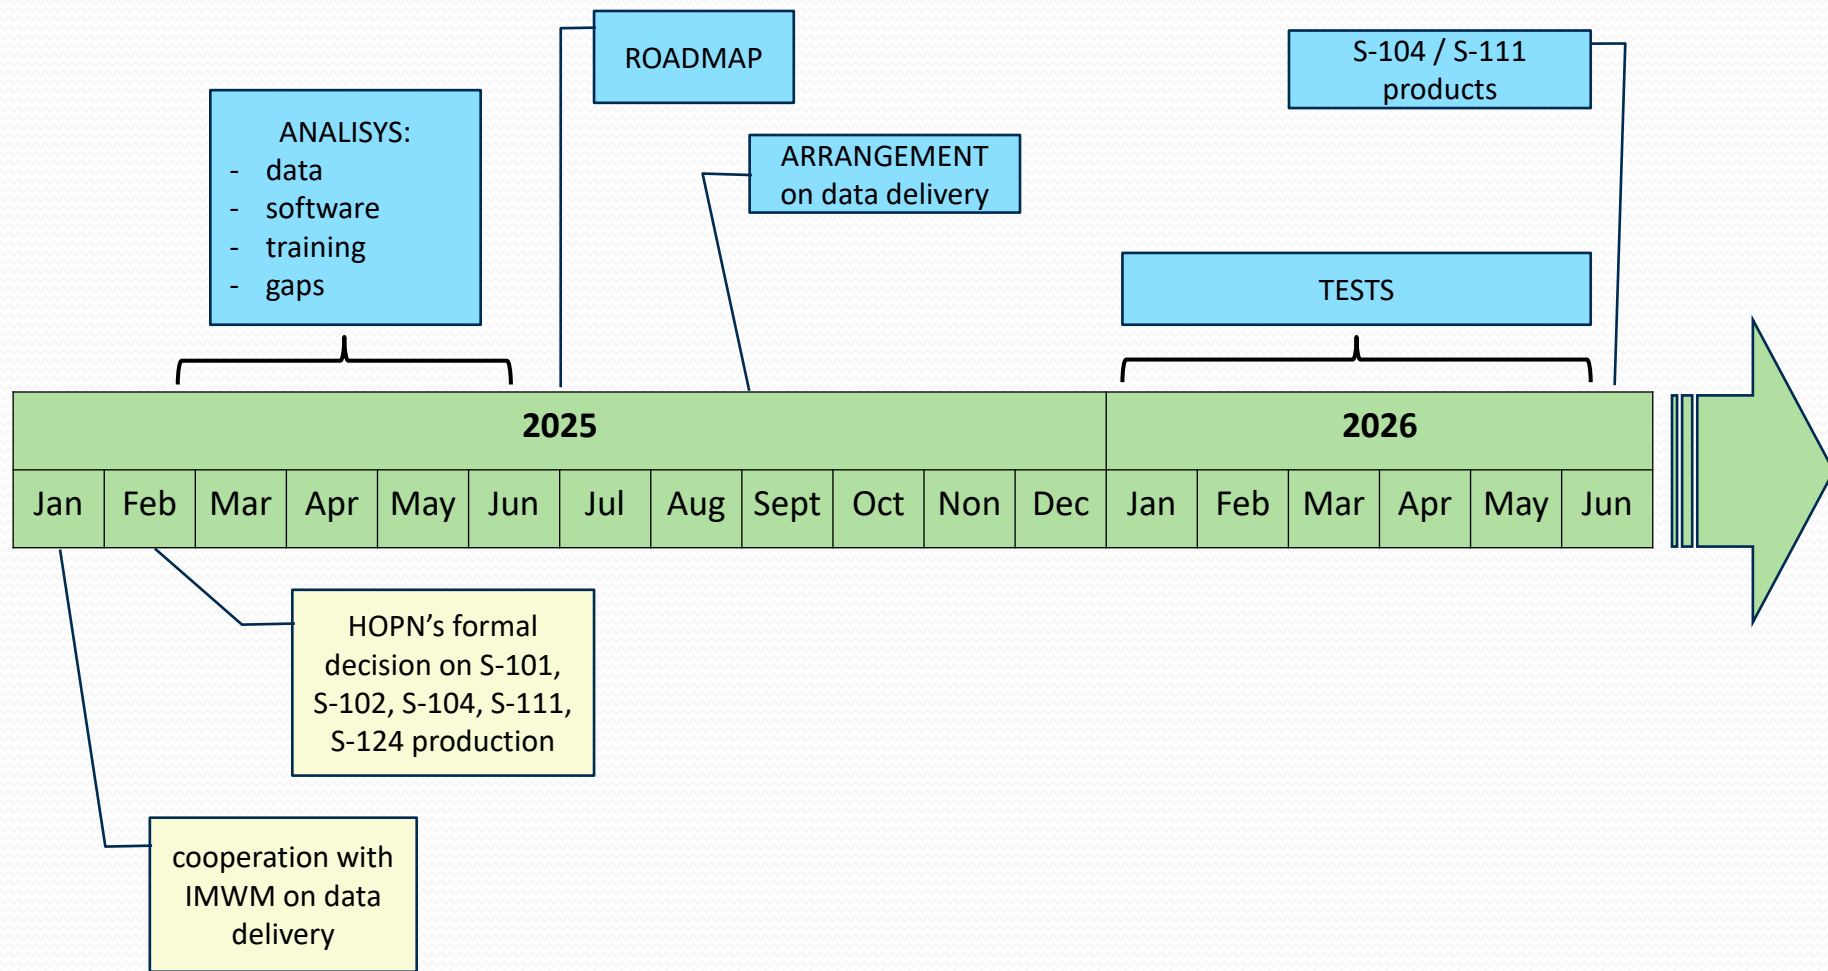 ROADMAP
S-104 / S-111
products
ANALISYS:
- data
- software
- training
- gaps
ARRANGEMENT
on data delivery
TESTS
2025
2026
Jan Feb Mar Apr May Jun Jul Aug Sept Oct Non Dec Jan Feb Mar Apr May Jun
HOPN’s formal
decision on S-101,
S-102, S-104, S-111,
S-124 production
cooperation with
IMWM on data
delivery